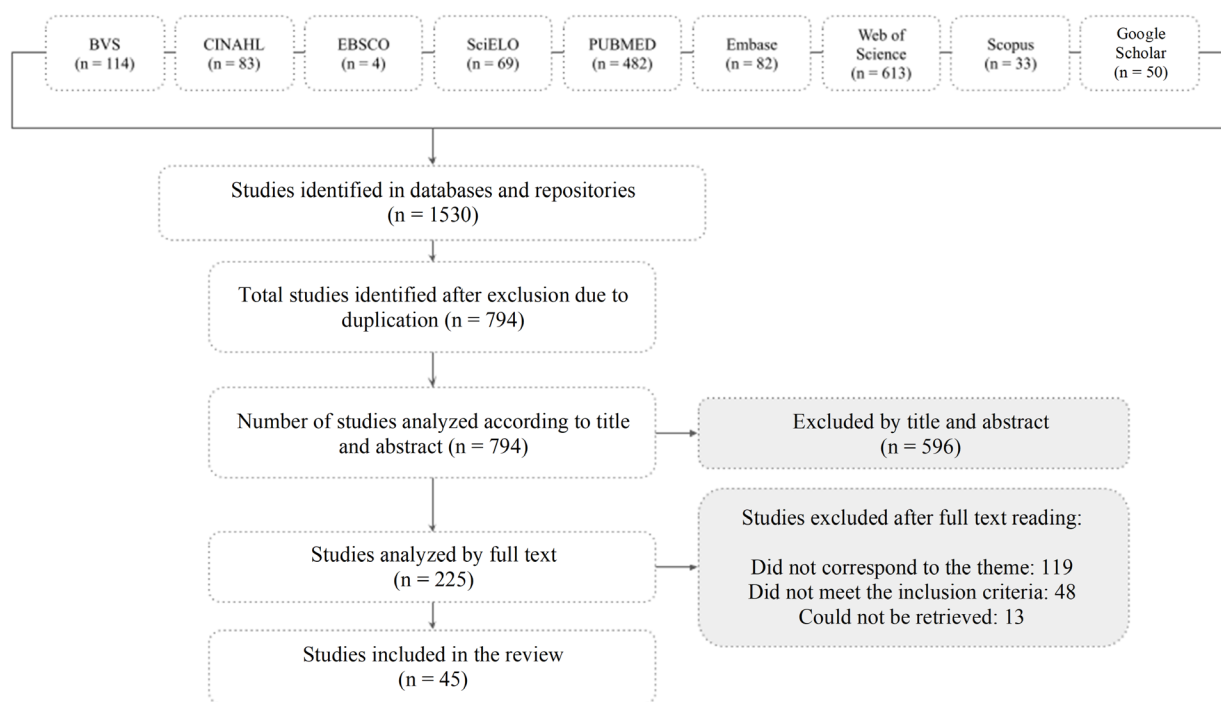 BVS
(n = 114)
CINAHL
(n = 83)
EBSCO
(n = 4)
SciELO
(n = 69)
PUBMED
(n = 482)
Embase
(n = 82)
Web of
Science
(n = 613)
Scopus
(n = 33)
Google
Scholar
(n = 50)
Studies identified in databases and repositories
(n = 1530)
Total studies identified after exclusion due to
duplication (n = 794)
Number of studies analyzed according to title
and abstract (n = 794)
Excluded by title and abstract
(n = 596)
Studies analyzed by full text
(n = 225)
Studies excluded after full text reading:
Did not correspond to the theme: 119
Did not meet the inclusion criteria: 48
Could not be retrieved: 13
Studies included in the review
(n = 45)